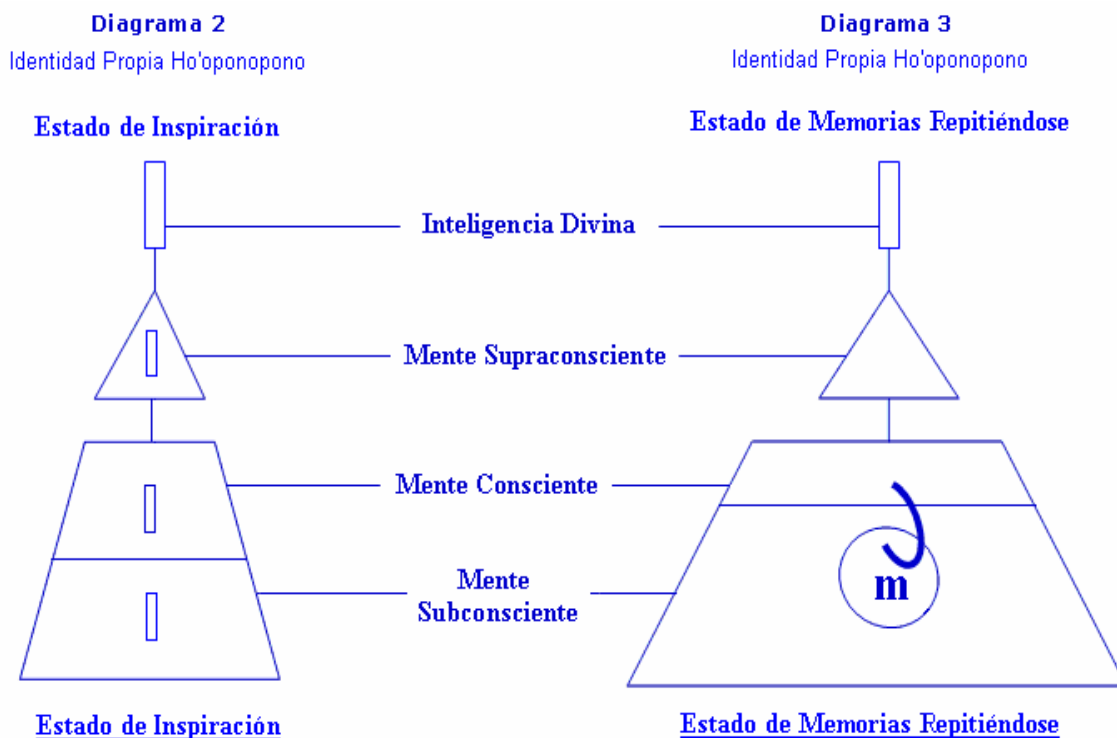 Diagrama 2
Identidad Propia Ho'oponopono
Estado de Inspiración
Diagrama 3
Identidad Propia Ho'oponopono
Estado de Memorias Repitiéndose
Inteligencia Divina
Mente Supraconsciente
Mente Consciente
Mente
Subconsciente
m
Estado de Inspiración
Estado de Memorias Repitiéndose